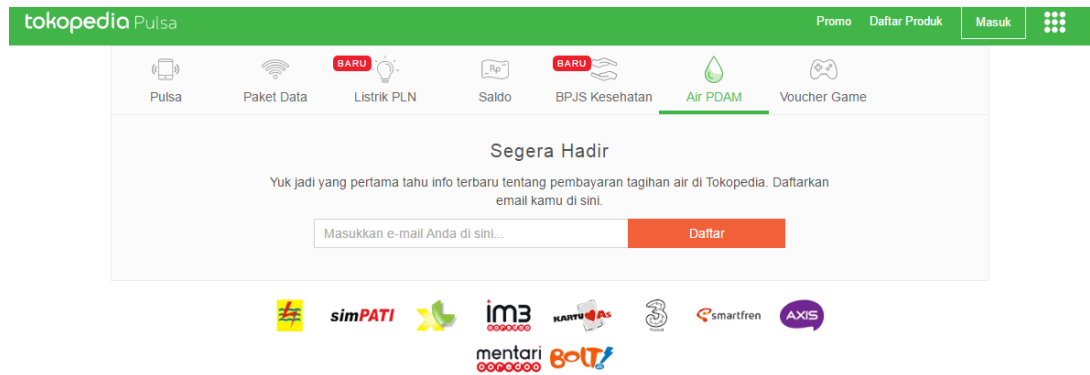 tokopedia Pulsa
Promo Daftar Produk Masuk
BARU BARU
Rp
Pulsa Paket Data Listrik PLN Saldo BPJS Kesehatan Air PDAM Voucher Game
Segera Hadir
Yuk jadi yang pertama tahu info terbaru tentang pembayaran tagihan air di Tokopedia. Daftarkan
email kamu di sini.
Masukkan e-mail Anda di sini... Daftar
simPATI XL im3 ooredoo KARTU As 3 smartfren AXIS
mentari ooredoo BOLT!